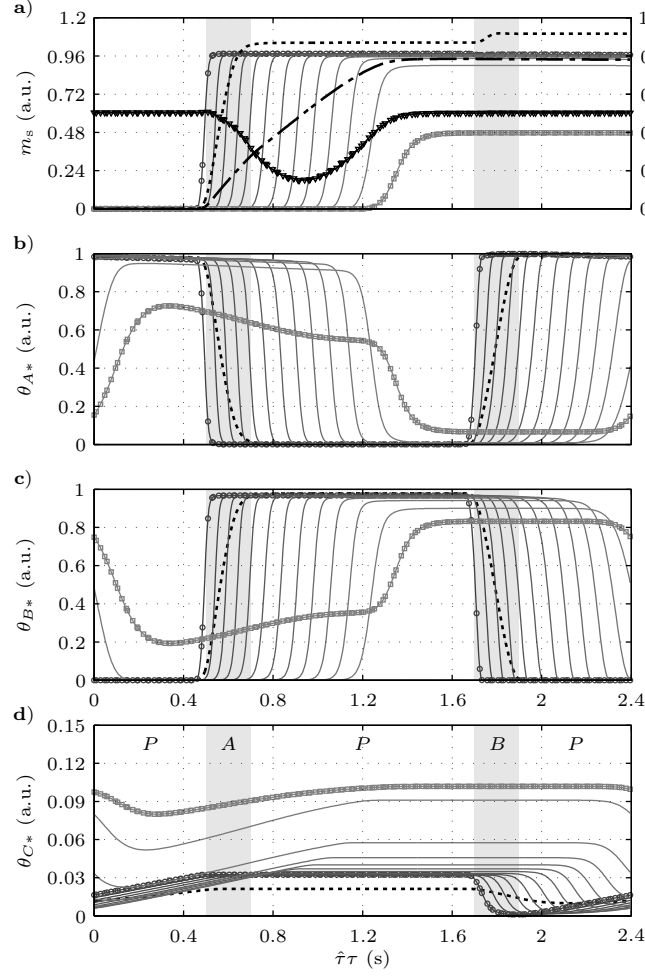 a)
1.2
0.96
0.72
0.48
0.24
0
m_s (a.u.)
b)
1
0.8
0.6
0.4
0.2
0
θ_{A*} (a.u.)
c)
1
0.8
0.6
0.4
0.2
0
θ_{B*} (a.u.)
0 0.4 0.8 1.2 1.6 2 2.4
d)
0.15
0.12
0.09
0.06
0.03
0
θ_{C*} (a.u.)
P A P B P
0 0.4 0.8 1.2 1.6 2 2.4
τ̂τ (s)